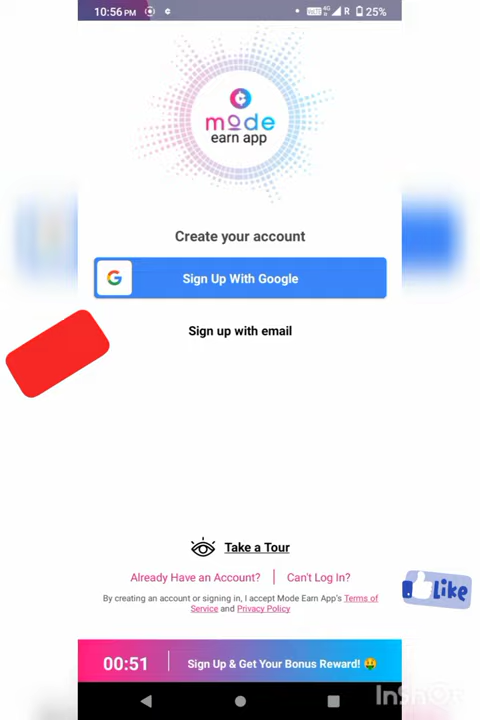 10:56 PM VoLTE 4G R 25%
mode
earn app
Create your account
G Sign Up With Google
Sign up with email
Take a Tour
Already Have an Account? | Can't Log In?
Like
By creating an account or signing in, I accept Mode Earn App's Terms of
Service and Privacy Policy
00:51 | Sign Up & Get Your Bonus Reward! 🤑
InShOt